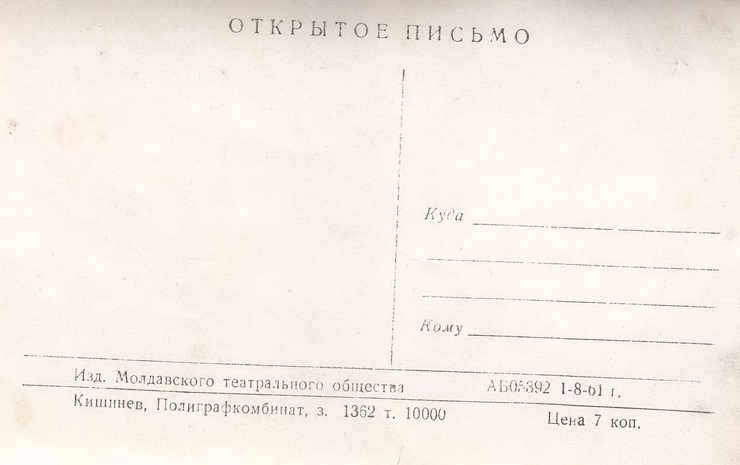 ОТКРЫТОЕ ПИСЬМО
Куда
Кому
Изд. Молдавского театрального общества АБ05392 1-8-61 г.
Кишинев, Полиграфкомбинат, з. 1362 т. 10000 Цена 7 коп.